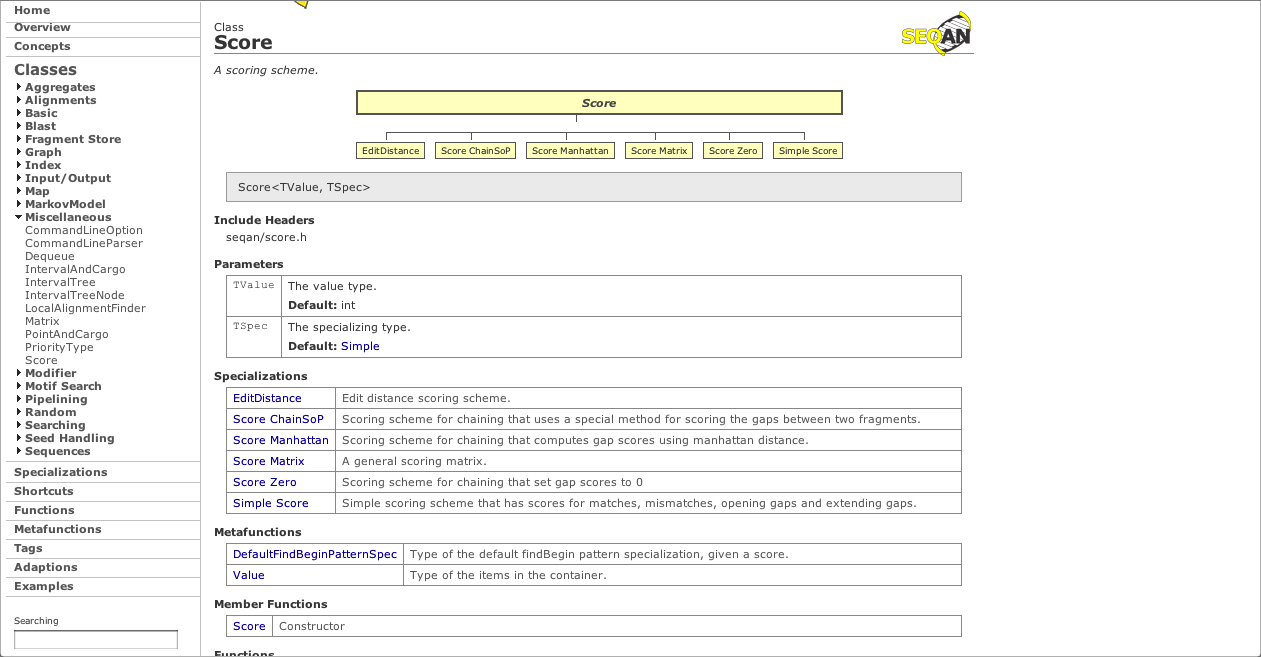 Home
Overview
Concepts
Classes
Aggregates
Alignments
Basic
Blast
Fragment Store
Graph
Index
Input/Output
Map
MarkovModel
Miscellaneous
CommandLineOption
CommandLineParser
Dequeue
IntervalAndCargo
IntervalTree
IntervalTreeNode
LocalAlignmentFinder
Matrix
PointAndCargo
PriorityType
Score
Modifier
Motif Search
Pipelining
Random
Searching
Seed Handling
Sequences
Specializations
Shortcuts
Functions
Metafunctions
Tags
Adaptions
Examples
Searching
Class
Score
SEQAN
A scoring scheme.
Score
EditDistance Score ChainSoP Score Manhattan Score Matrix Score Zero Simple Score
Score<TValue, TSpec>
Include Headers
seqan/score.h
Parameters
TValue The value type.
Default: int
TSpec The specializing type.
Default: Simple
Specializations
EditDistance Edit distance scoring scheme.
Score ChainSoP Scoring scheme for chaining that uses a special method for scoring the gaps between two fragments.
Score Manhattan Scoring scheme for chaining that computes gap scores using manhattan distance.
Score Matrix A general scoring matrix.
Score Zero Scoring scheme for chaining that set gap scores to 0
Simple Score Simple scoring scheme that has scores for matches, mismatches, opening gaps and extending gaps.
Metafunctions
DefaultFindBeginPatternSpec Type of the default findBegin pattern specialization, given a score.
Value Type of the items in the container.
Member Functions
Score Constructor
Functions